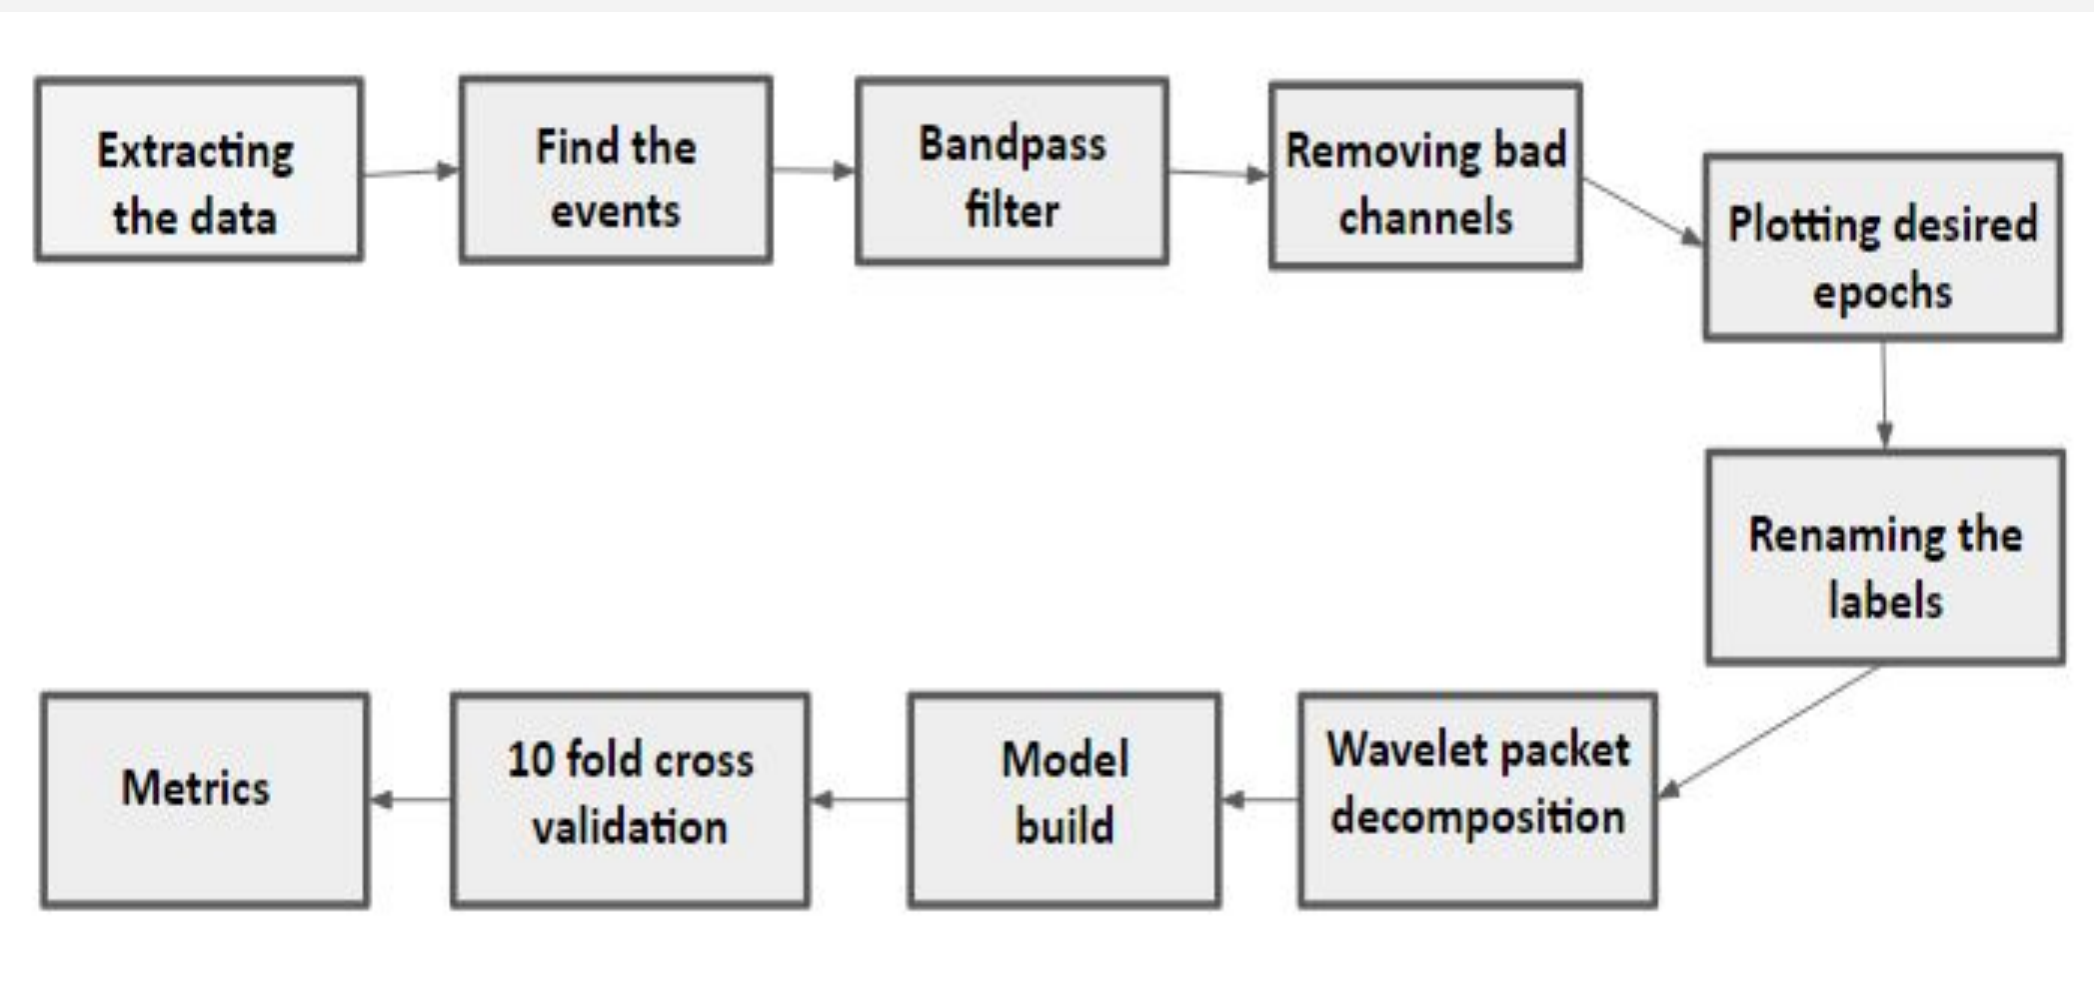 Extracting
the data
Find the
events
Bandpass
filter
Removing bad
channels
Plotting desired
epochs
Renaming the
labels
Wavelet packet
decomposition
Model
build
10 fold cross
validation
Metrics